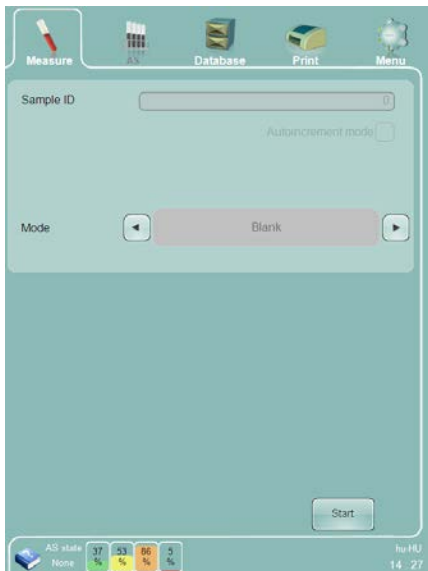 Measure
AS
Database
Print
Menu
Sample ID
0
Autoincrement mode
Mode
Blank
Start
AS state
None
37
%
53
%
86
%
5
%
hu-HU
14 : 27